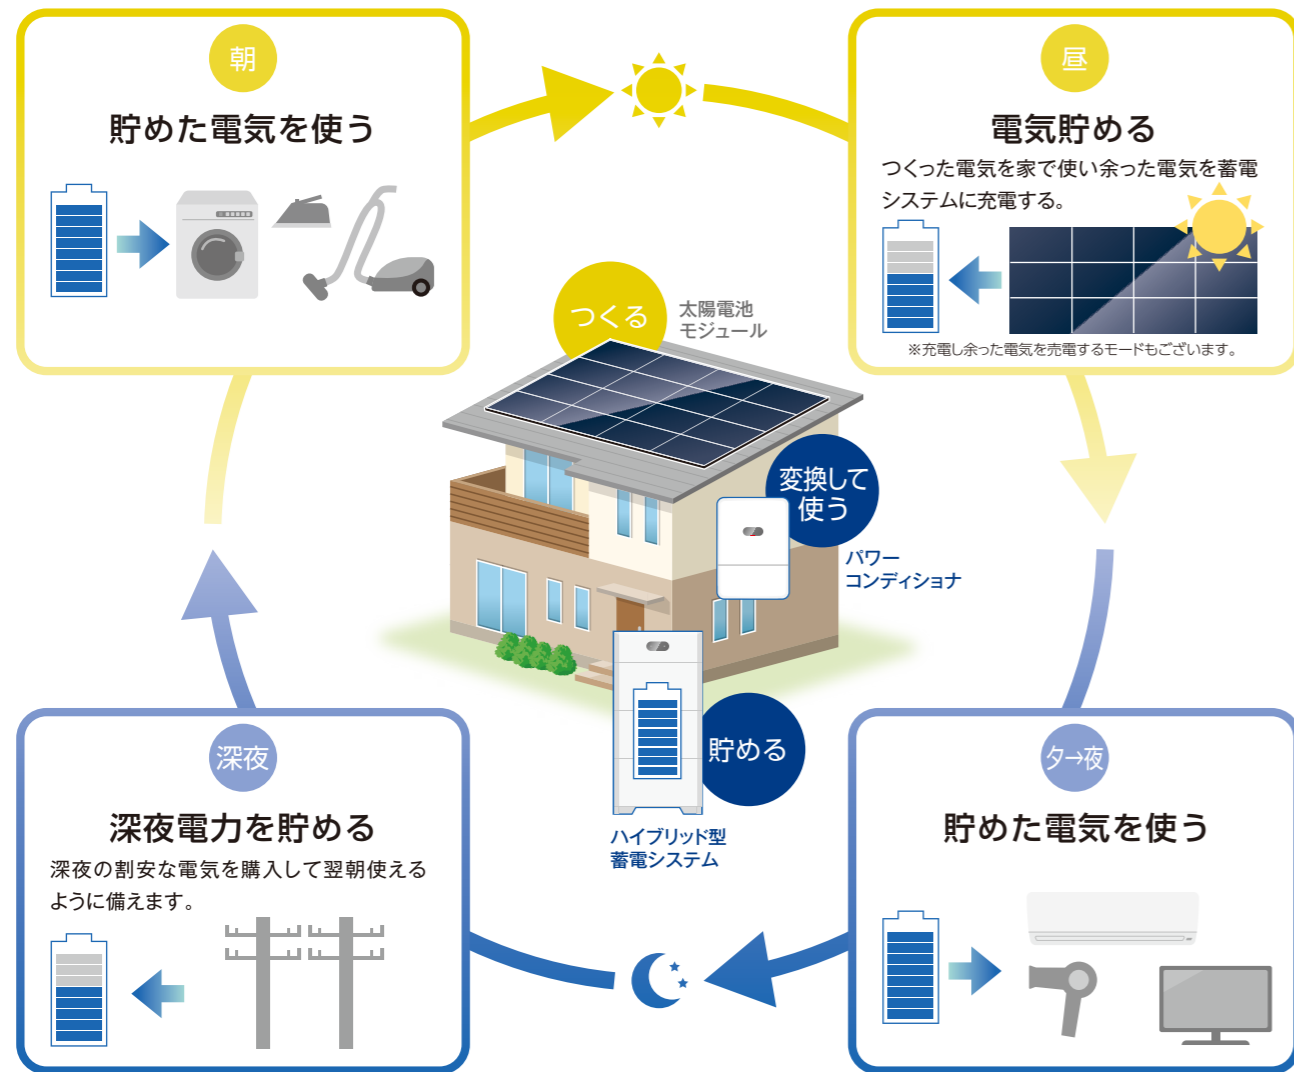 朝
貯めた電気を使う
昼
電気貯める
つくった電気を家で使い余った電気を蓄電
システムに充電する。
※充電し余った電気を売電するモードもございます。
つくる
太陽電池
モジュール
変換して
使う
パワー
コンディショナ
貯める
ハイブリッド型
蓄電システム
深夜
深夜電力を貯める
深夜の割安な電気を購入して翌朝使える
ように備えます。
夕→夜
貯めた電気を使う